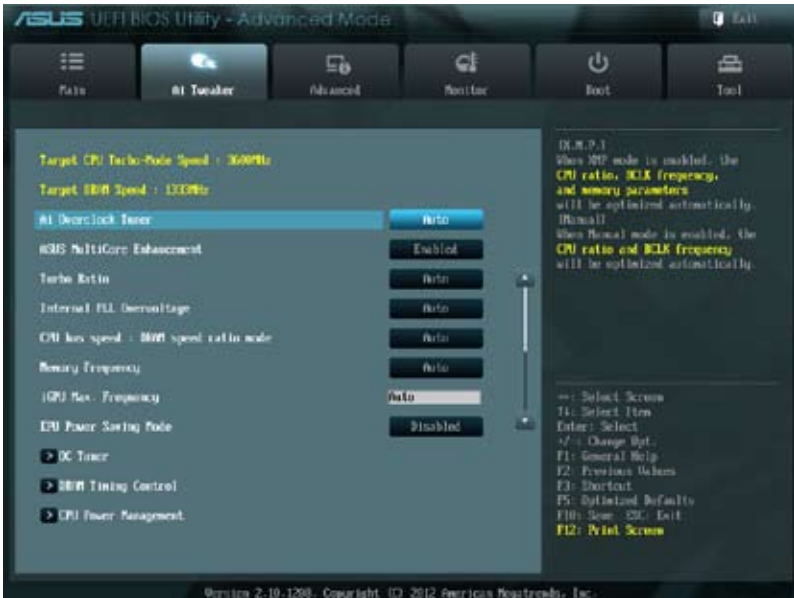 ASUS UEFI BIOS Utility - Advanced Mode
Exit
Main
Ai Tweaker
Advanced
Monitor
Boot
Tool
Target CPU Turbo-Mode Speed : 3600MHz
Target DRAM Speed : 1333MHz
Ai Overclock Tuner
Auto
ASUS MultiCore Enhancement
Enabled
Turbo Ratio
Auto
Internal PLL Overvoltage
Auto
CPU bus speed : DRAM speed ratio mode
Auto
Memory Frequency
Auto
iGPU Max. Frequency
Auto
EPU Power Saving Mode
Disabled
OC Tuner
DRAM Timing Control
CPU Power Management
[X.M.P.]
When XMP mode is enabled, the
CPU ratio, BCLK frequency,
and memory parameters
will be optimized automatically.
[Manual]
When Manual mode is enabled, the
CPU ratio and BCLK frequency
will be optimized automatically.
→←: Select Screen
↑↓: Select Item
Enter: Select
+/-: Change Opt.
F1: General Help
F2: Previous Values
F3: Shortcut
F5: Optimized Defaults
F10: Save ESC: Exit
F12: Print Screen
Version 2.10.1208. Copyright (C) 2012 American Megatrends, Inc.